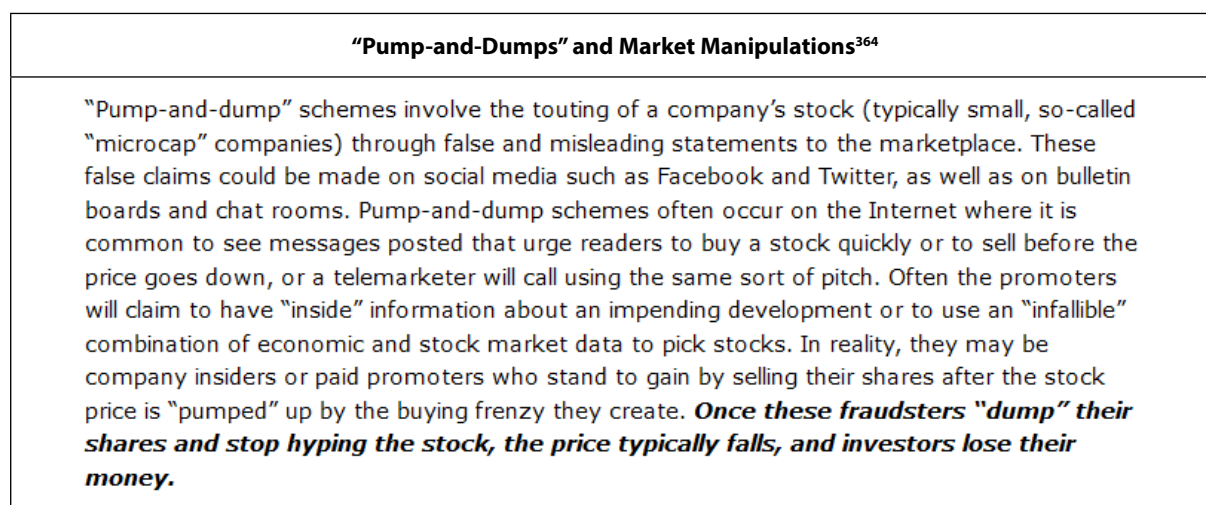 “Pump-and-Dumps” and Market Manipulations364
“Pump-and-dump” schemes involve the touting of a company’s stock (typically small, so-called
“microcap” companies) through false and misleading statements to the marketplace. These
false claims could be made on social media such as Facebook and Twitter, as well as on bulletin
boards and chat rooms. Pump-and-dump schemes often occur on the Internet where it is
common to see messages posted that urge readers to buy a stock quickly or to sell before the
price goes down, or a telemarketer will call using the same sort of pitch. Often the promoters
will claim to have “inside” information about an impending development or to use an “infallible”
combination of economic and stock market data to pick stocks. In reality, they may be
company insiders or paid promoters who stand to gain by selling their shares after the stock
price is “pumped” up by the buying frenzy they create. Once these fraudsters “dump” their
shares and stop hyping the stock, the price typically falls, and investors lose their
money.